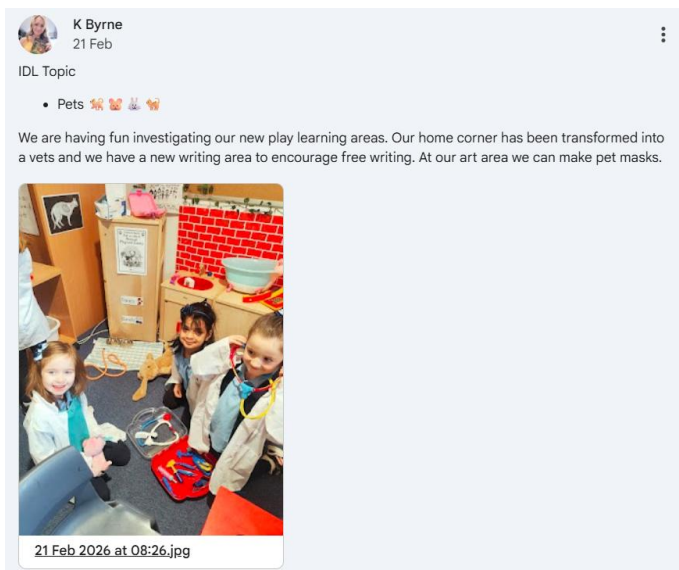 K Byrne
21 Feb
IDL Topic
• Pets 🐕 🐻 🐰 🐈
We are having fun investigating our new play learning areas. Our home corner has been transformed into
a vets and we have a new writing area to encourage free writing. At our art area we can make pet masks.
21 Feb 2026 at 08:26.jpg